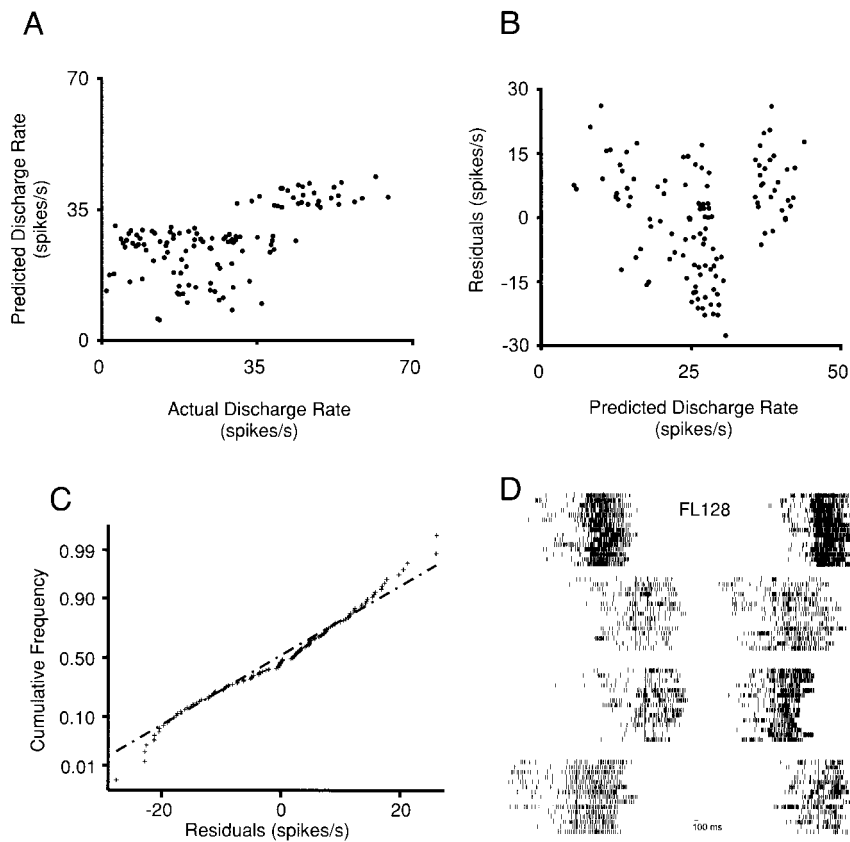 A
70
35
0
0
35
70
Predicted Discharge Rate
(spikes/s)
Actual Discharge Rate
(spikes/s)
B
30
15
0
-15
-30
0
25
50
Residuals (spikes/s)
Predicted Discharge Rate
(spikes/s)
C
0.99
0.90
0.50
0.10
0.01
-20
0
20
Cumulative Frequency
Residuals (spikes/s)
D
FL128
100 ms